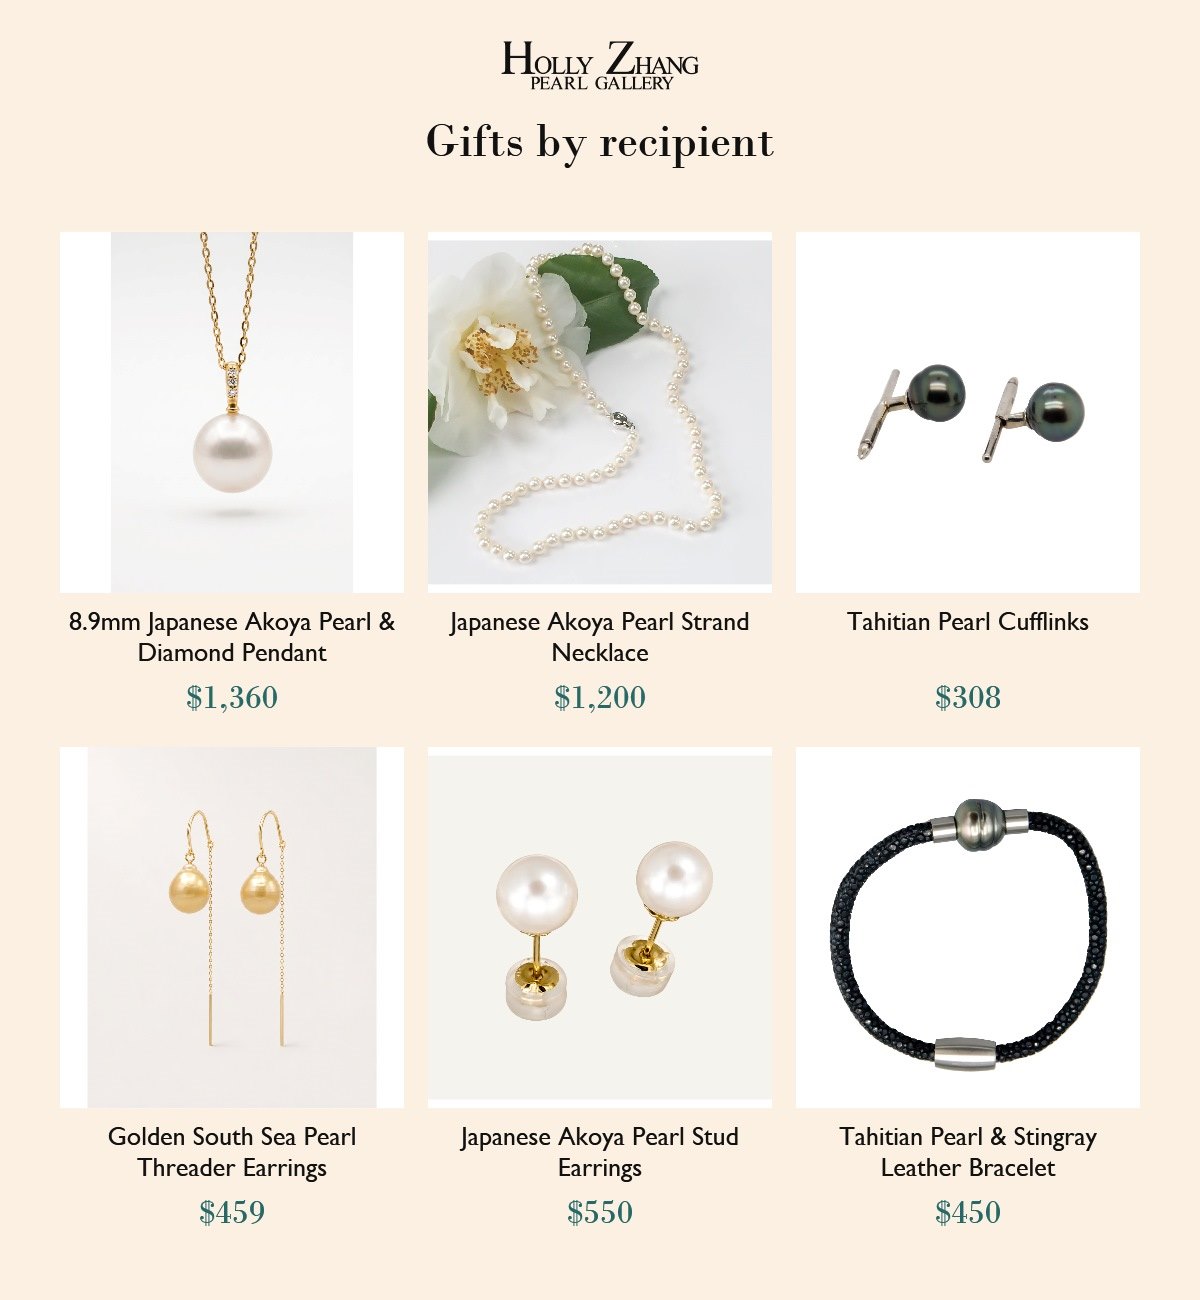 Holly Zhang
PEARL GALLERY
Gifts by recipient
8.9mm Japanese Akoya Pearl &
Diamond Pendant
$1,360
Japanese Akoya Pearl Strand
Necklace
$1,200
Tahitian Pearl Cufflinks
$308
Golden South Sea Pearl
Threader Earrings
$459
Japanese Akoya Pearl Stud
Earrings
$550
Tahitian Pearl & Stingray
Leather Bracelet
$450